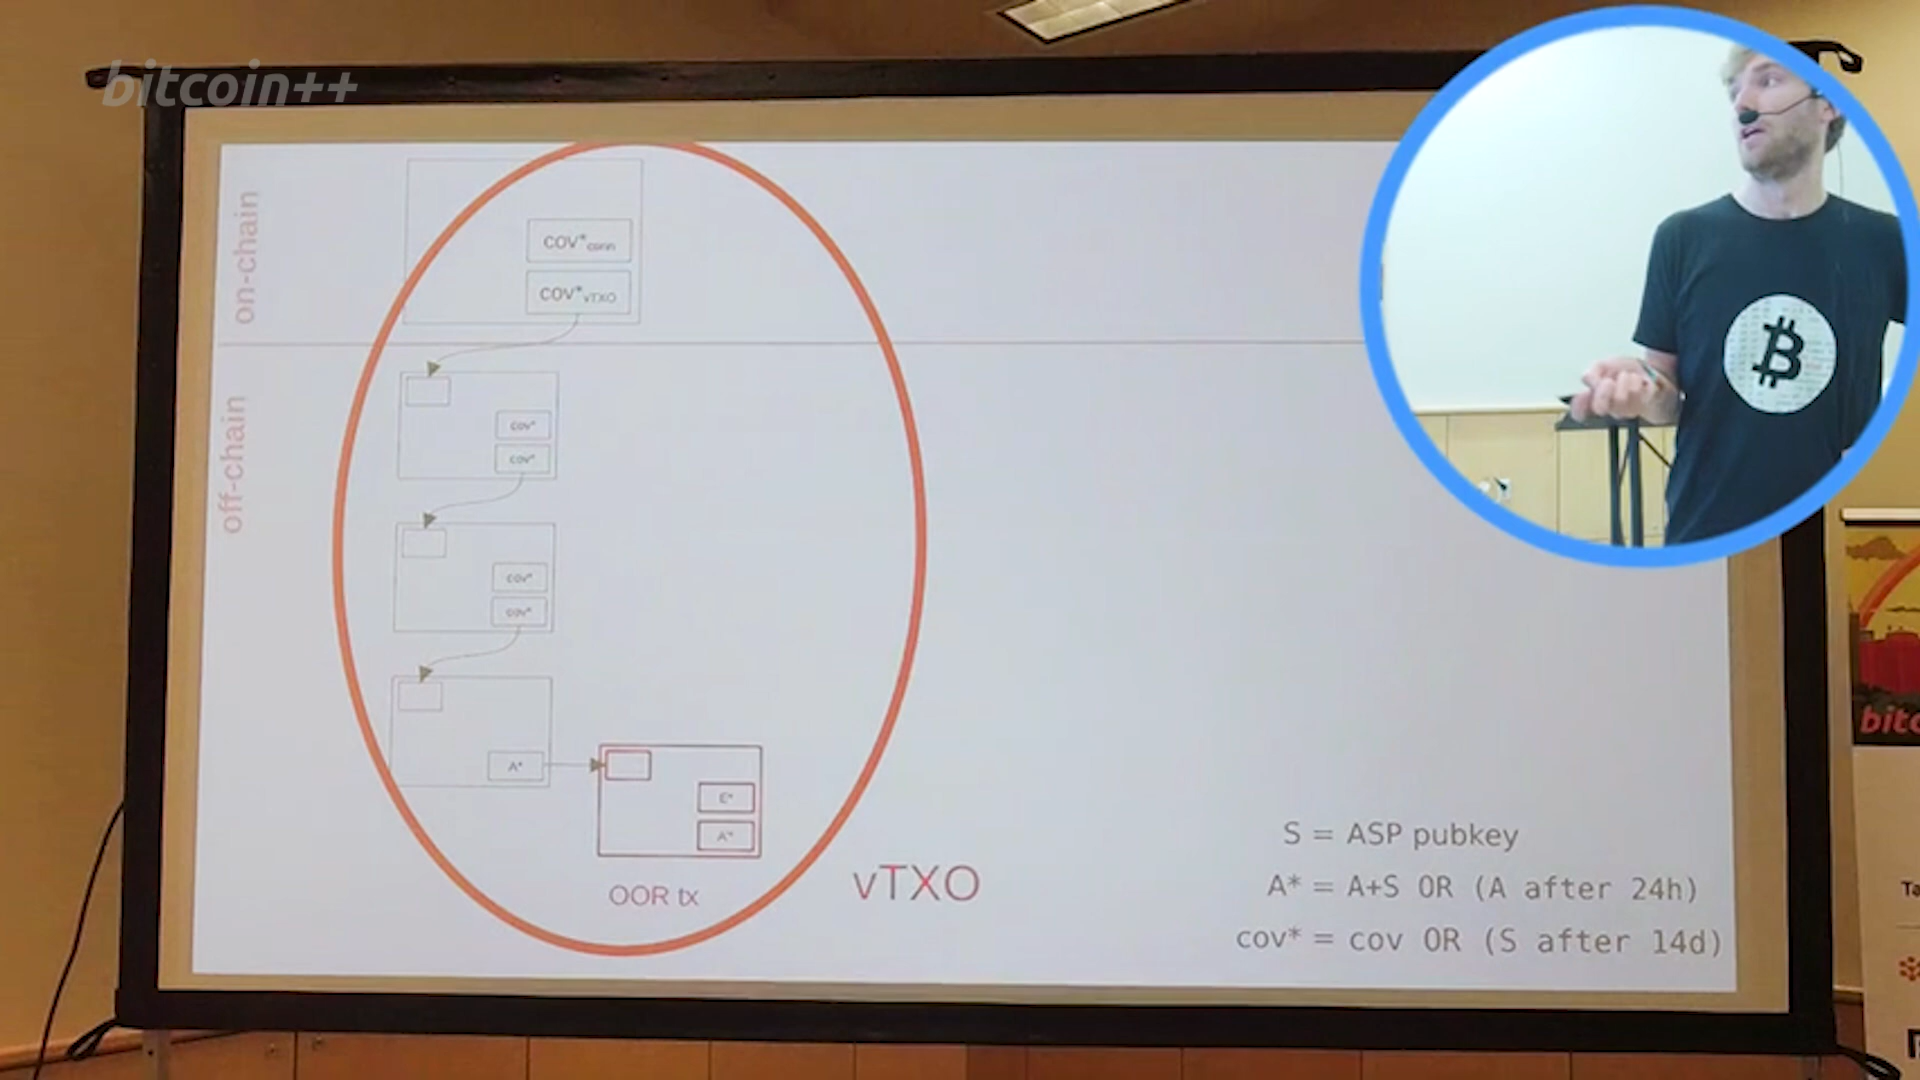 bitcoin++
on-chain
COV*conn
COV*vTXO
off-chain
cov*
cov*
cov*
cov*
A*
A*
OOR tx
vTXO
S = ASP pubkey
A* = A+S OR (A after 24h)
cov* = cov OR (S after 14d)
bitc